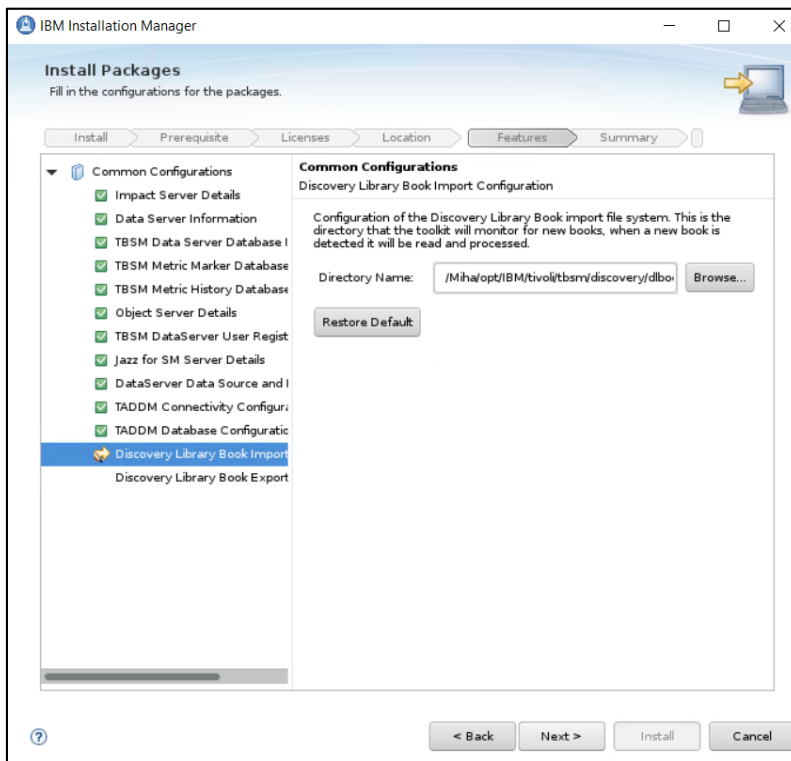 IBM Installation Manager
Install Packages
Fill in the configurations for the packages.
Install
Prerequisite
Licenses
Location
Features
Summary
Common Configurations
Impact Server Details
Data Server Information
TBSM Data Server Database I
TBSM Metric Marker Database
TBSM Metric History Database
Object Server Details
TBSM DataServer User Regist
Jazz for SM Server Details
DataServer Data Source and I
TADDM Connectivity Configura
TADDM Database Configuratic
Discovery Library Book Import
Discovery Library Book Export
Common Configurations
Discovery Library Book Import Configuration
Configuration of the Discovery Library Book import file system. This is the
directory that the toolkit will monitor for new books, when a new book is
detected it will be read and processed.
Directory Name:
/Miha/opt/IBM/tivoli/tbsm/discovery/dlbo
Browse...
Restore Default
?
< Back
Next >
Install
Cancel